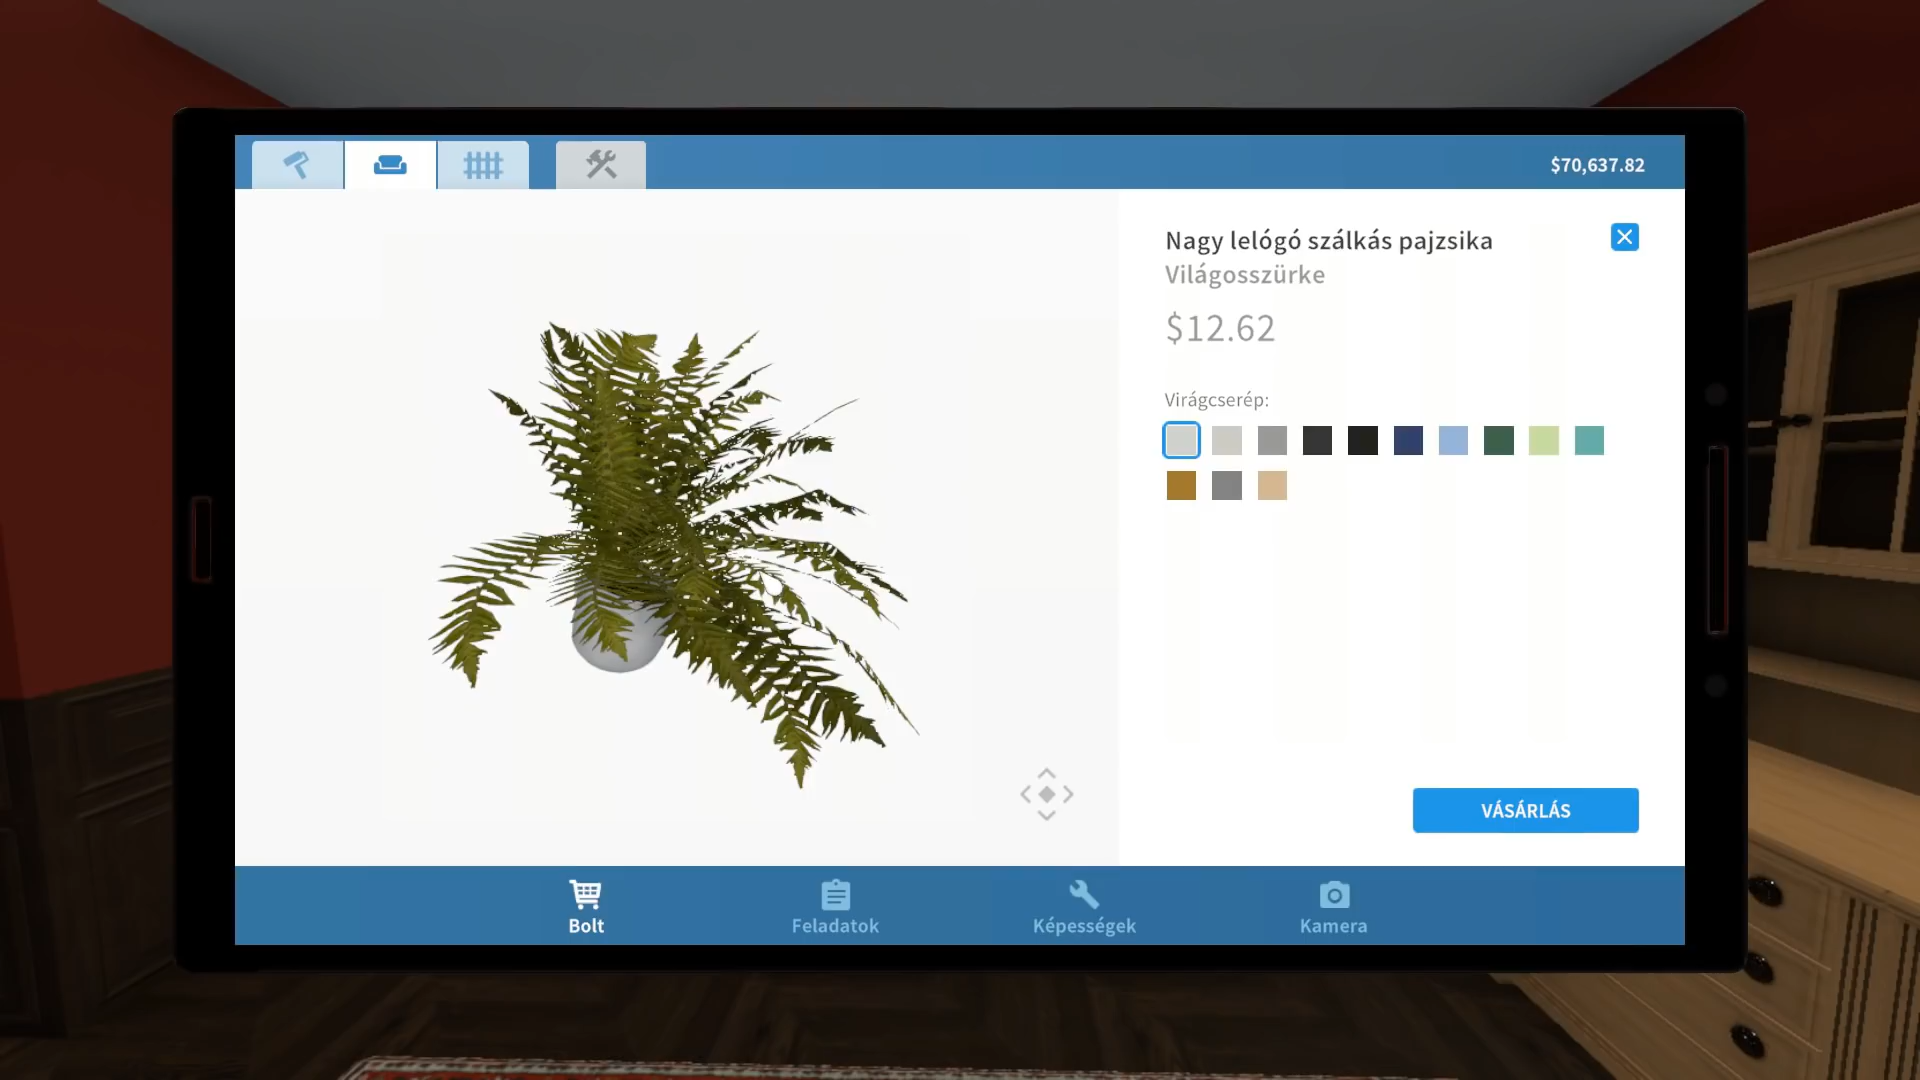 $70,637.82
Nagy lelógó szálkás pajzsika
Világosszürke
$12.62
Virágcserép:
VÁSÁRLÁS
Bolt
Feladatok
Képességek
Kamera